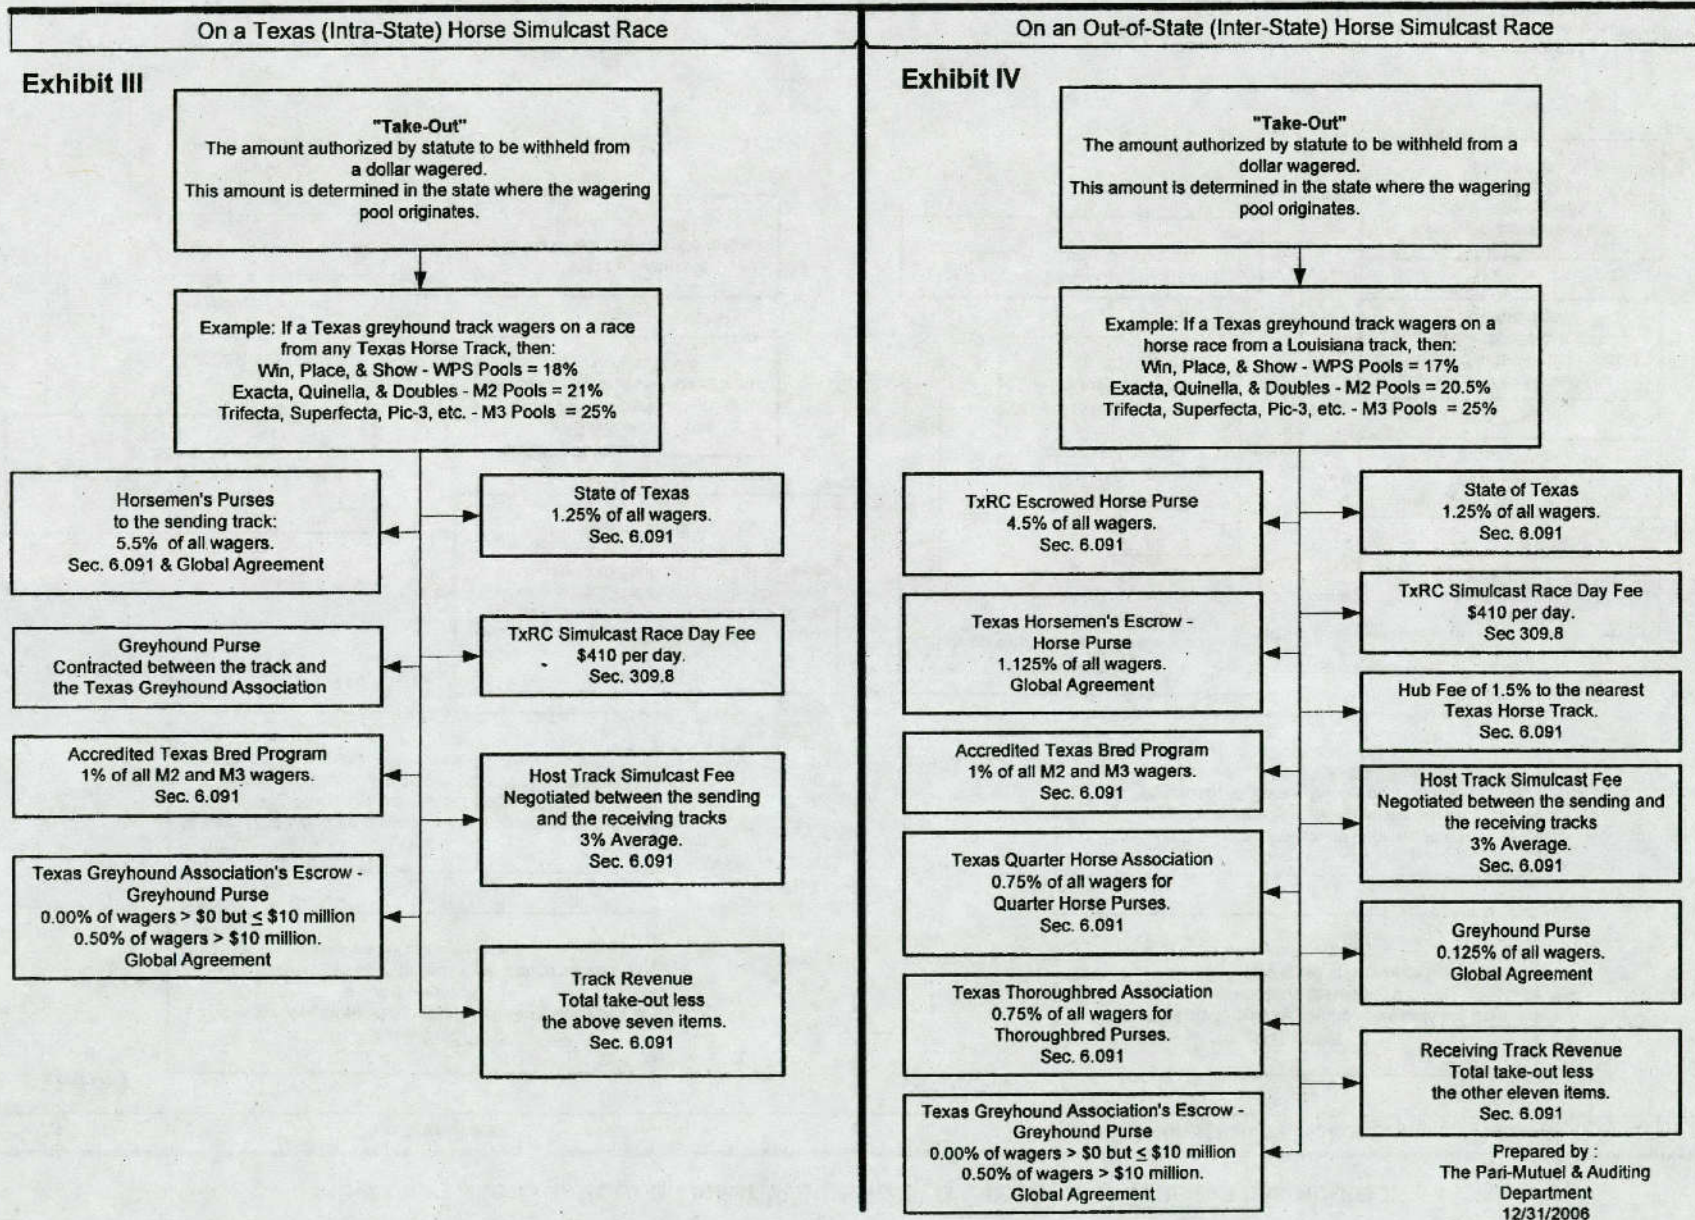 On a Texas (Intra-State) Horse Simulcast Race
Exhibit III
"Take-Out"
The amount authorized by statute to be withheld from
a dollar wagered.
This amount is determined in the state where the wagering
pool originates.
Example: If a Texas greyhound track wagers on a race
from any Texas Horse Track, then:
Win, Place, & Show - WPS Pools = 18%
Exacta, Quinella, & Doubles - M2 Pools = 21%
Trifecta, Superfecta, Pic-3, etc. - M3 Pools = 25%
Horsemen's Purses
to the sending track:
5.5% of all wagers.
Sec. 6.091 & Global Agreement
State of Texas
1.25% of all wagers.
Sec. 6.091
Greyhound Purse
Contracted between the track and
the Texas Greyhound Association
TxRC Simulcast Race Day Fee
$410 per day.
Sec. 309.8
Accredited Texas Bred Program
1% of all M2 and M3 wagers.
Sec. 6.091
Host Track Simulcast Fee
Negotiated between the sending
and the receiving tracks
3% Average.
Sec. 6.091
Texas Greyhound Association's Escrow -
Greyhound Purse
0.00% of wagers > $0 but ≤ $10 million
0.50% of wagers > $10 million.
Global Agreement
Track Revenue
Total take-out less
the above seven items.
Sec. 6.091
On an Out-of-State (Inter-State) Horse Simulcast Race
Exhibit IV
"Take-Out"
The amount authorized by statute to be withheld from a
dollar wagered.
This amount is determined in the state where the wagering
pool originates.
Example: If a Texas greyhound track wagers on a
horse race from a Louisiana track, then:
Win, Place, & Show - WPS Pools = 17%
Exacta, Quinella, & Doubles - M2 Pools = 20.5%
Trifecta, Superfecta, Pic-3, etc. - M3 Pools = 25%
TxRC Escrowed Horse Purse
4.5% of all wagers.
Sec. 6.091
State of Texas
1.25% of all wagers.
Sec. 6.091
Texas Horsemen's Escrow -
Horse Purse
1.125% of all wagers.
Global Agreement
TxRC Simulcast Race Day Fee
$410 per day.
Sec 309.8
Hub Fee of 1.5% to the nearest
Texas Horse Track.
Sec. 6.091
Accredited Texas Bred Program
1% of all M2 and M3 wagers.
Sec. 6.091
Host Track Simulcast Fee
Negotiated between the sending and
the receiving tracks
3% Average.
Sec. 6.091
Texas Quarter Horse Association
0.75% of all wagers for
Quarter Horse Purses.
Sec. 6.091
Greyhound Purse
0.125% of all wagers.
Global Agreement
Texas Thoroughbred Association
0.75% of all wagers for
Thoroughbred Purses.
Sec. 6.091
Receiving Track Revenue
Total take-out less
the other eleven items.
Sec. 6.091
Texas Greyhound Association's Escrow -
Greyhound Purse
0.00% of wagers > $0 but ≤ $10 million
0.50% of wagers > $10 million.
Global Agreement
Prepared by :
The Pari-Mutuel & Auditing
Department
12/31/2006